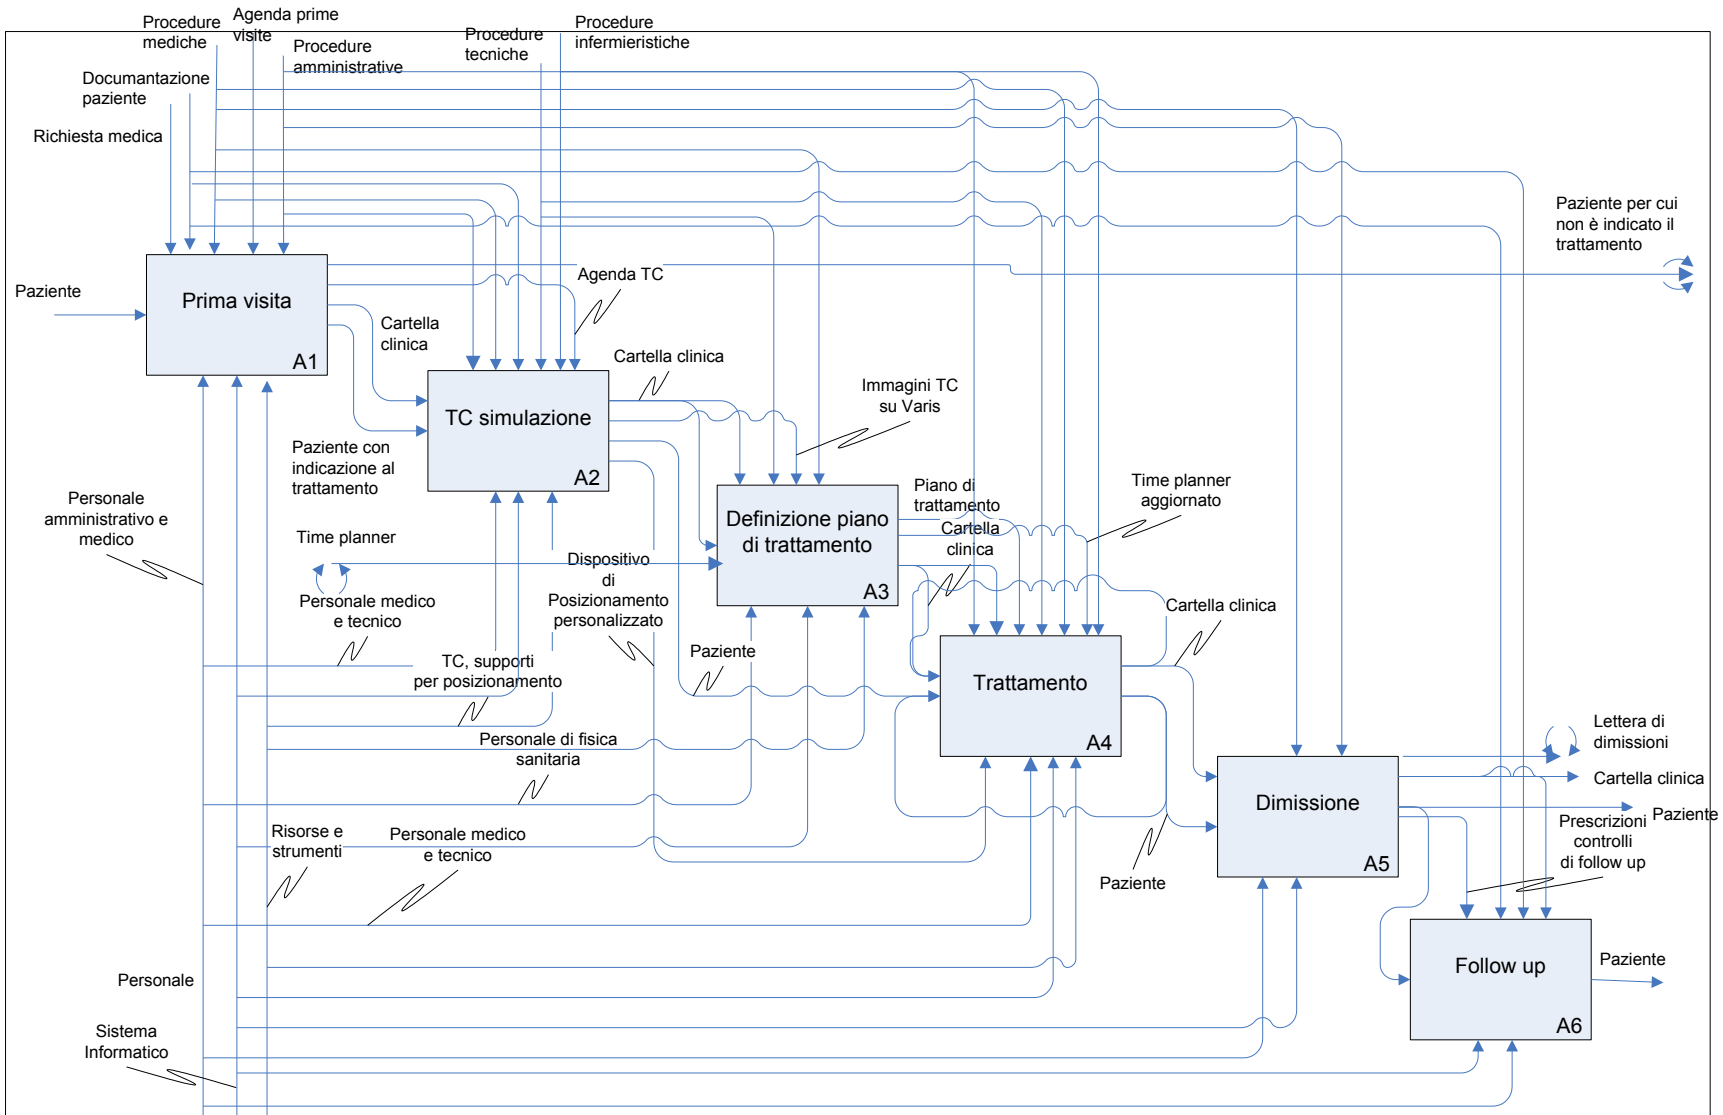 Procedure
mediche
Agenda prime
visite
Procedure
amministrative
Procedure
tecniche
Procedure
infermieristiche
Documantazione
paziente
Richiesta medica
Paziente per cui
non è indicato il
trattamento
Paziente
Prima visita
A1
Agenda TC
Cartella
clinica
Cartella clinica
TC simulazione
A2
Immagini TC
su Varis
Paziente con
indicazione al
trattamento
Personale
amministrativo e
medico
Time planner
Definizione piano
di trattamento
A3
Piano di
trattamento
Cartella
clinica
Time planner
aggiornato
Dispositivo
di
Posizionamento
personalizzato
Personale medico
e tecnico
Cartella clinica
TC, supporti
per posizionamento
Paziente
Trattamento
A4
Personale di fisica
sanitaria
Lettera di
dimissioni
Cartella clinica
Paziente
Dimissione
A5
Prescrizioni
controlli
di follow up
Risorse e
strumenti
Personale medico
e tecnico
Paziente
Follow up
A6
Paziente
Personale
Sistema
Informatico